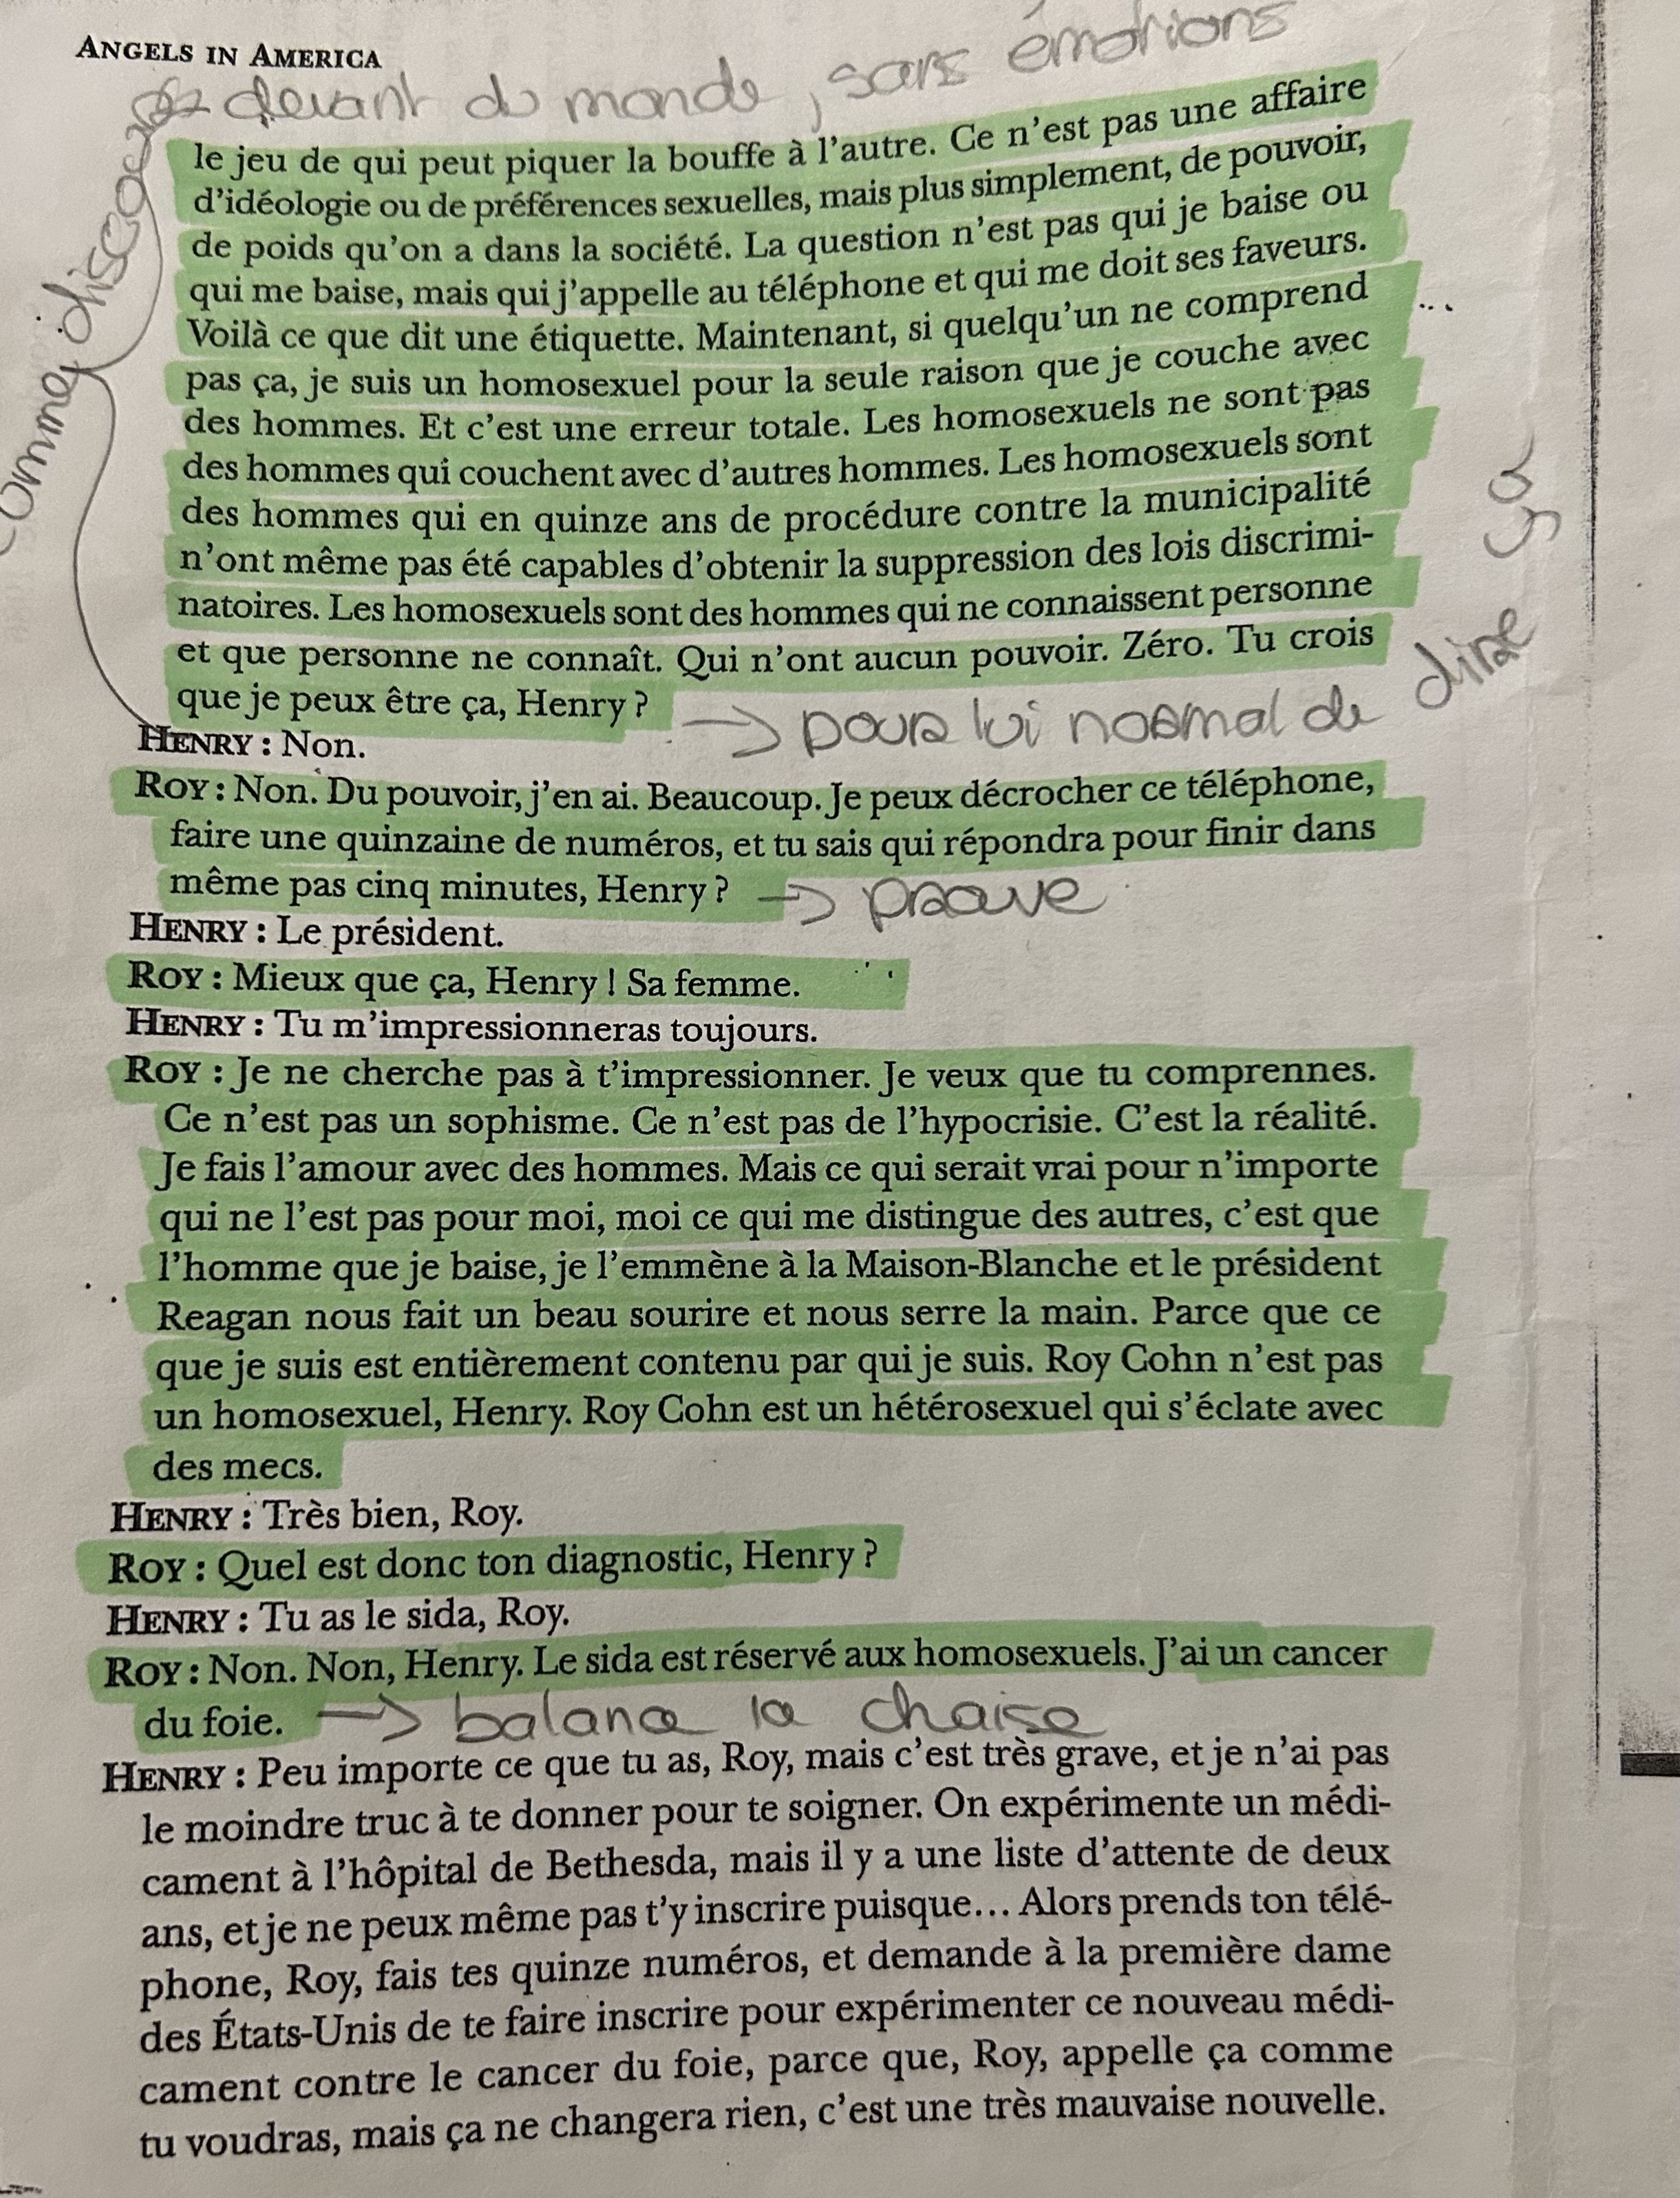 ANGELS IN AMERICA
devant du monde, sans émotions
comme discours
le jeu de qui peut piquer la bouffe à l'autre. Ce n'est pas une affaire
d'idéologie ou de préférences sexuelles, mais plus simplement, de pouvoir,
de poids qu'on a dans la société. La question n'est pas qui je baise ou
qui me baise, mais qui j'appelle au téléphone et qui me doit ses faveurs.
Voilà ce que dit une étiquette. Maintenant, si quelqu'un ne comprend
pas ça, je suis un homosexuel pour la seule raison que je couche avec
des hommes. Et c'est une erreur totale. Les homosexuels ne sont pas
des hommes qui couchent avec d'autres hommes. Les homosexuels sont
des hommes qui en quinze ans de procédure contre la municipalité
n'ont même pas été capables d'obtenir la suppression des lois discrimi-
natoires. Les homosexuels sont des hommes qui ne connaissent personne
et que personne ne connaît. Qui n'ont aucun pouvoir. Zéro. Tu crois
que je peux être ça, Henry ?
→ pour lui normal de dire ça
HENRY : Non.
ROY : Non. Du pouvoir, j'en ai. Beaucoup. Je peux décrocher ce téléphone,
faire une quinzaine de numéros, et tu sais qui répondra pour finir dans
même pas cinq minutes, Henry ? → prouve
HENRY : Le président.
ROY : Mieux que ça, Henry ! Sa femme.
HENRY : Tu m'impressionneras toujours.
ROY : Je ne cherche pas à t'impressionner. Je veux que tu comprennes.
Ce n'est pas un sophisme. Ce n'est pas de l'hypocrisie. C'est la réalité.
Je fais l'amour avec des hommes. Mais ce qui serait vrai pour n'importe
qui ne l'est pas pour moi, moi ce qui me distingue des autres, c'est que
l'homme que je baise, je l'emmène à la Maison-Blanche et le président
Reagan nous fait un beau sourire et nous serre la main. Parce que ce
que je suis est entièrement contenu par qui je suis. Roy Cohn n'est pas
un homosexuel, Henry. Roy Cohn est un hétérosexuel qui s'éclate avec
des mecs.
HENRY : Très bien, Roy.
ROY : Quel est donc ton diagnostic, Henry ?
HENRY : Tu as le sida, Roy.
ROY : Non. Non, Henry. Le sida est réservé aux homosexuels. J'ai un cancer
du foie. → balance la chaise
HENRY : Peu importe ce que tu as, Roy, mais c'est très grave, et je n'ai pas
le moindre truc à te donner pour te soigner. On expérimente un médi-
cament à l'hôpital de Bethesda, mais il y a une liste d'attente de deux
ans, et je ne peux même pas t'y inscrire puisque... Alors prends ton télé-
phone, Roy, fais tes quinze numéros, et demande à la première dame
des États-Unis de te faire inscrire pour expérimenter ce nouveau médi-
cament contre le cancer du foie, parce que, Roy, appelle ça comme
tu voudras, mais ça ne changera rien, c'est une très mauvaise nouvelle.